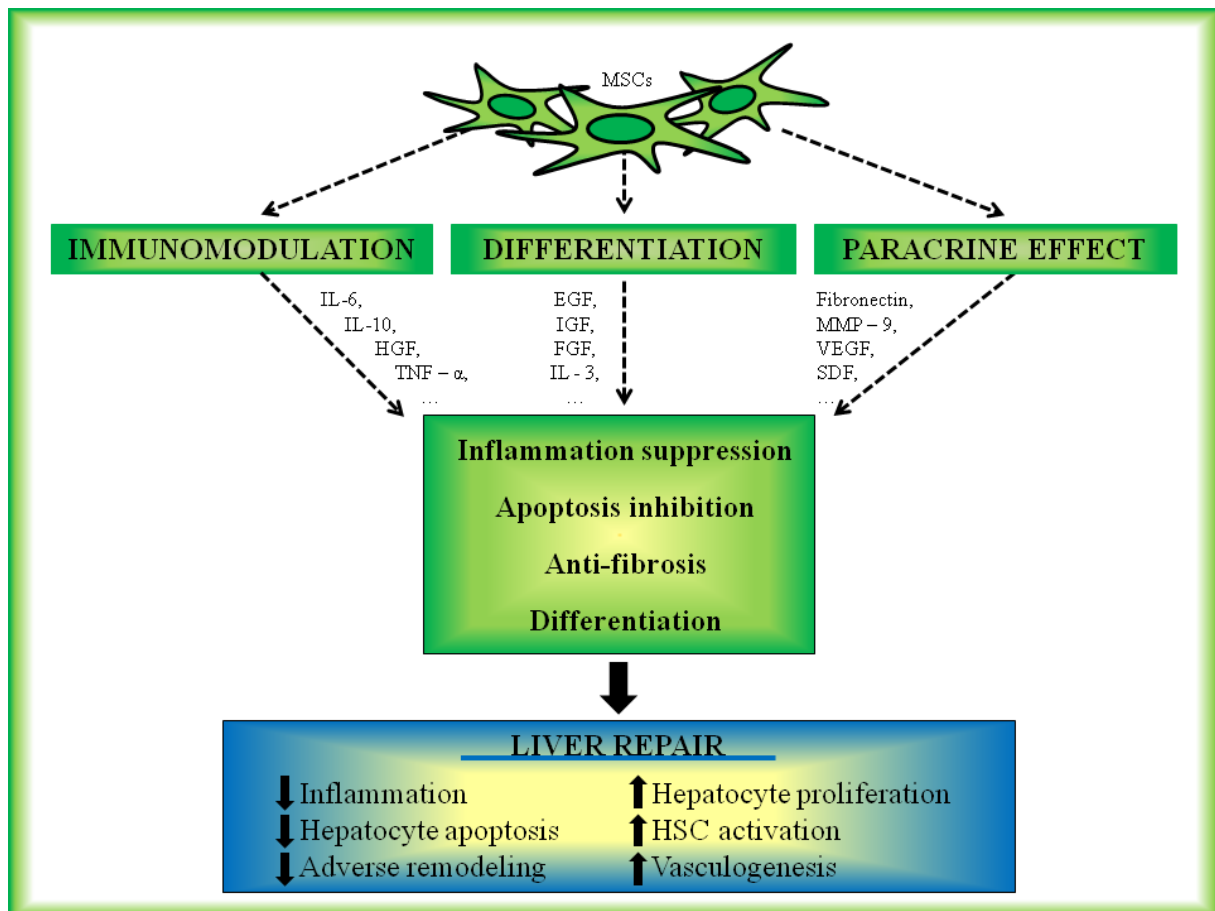 MSCs
IMMUNOMODULATION
DIFFERENTIATION
PARACRINE EFFECT
IL-6,
IL-10,
HGF,
TNF – α,
…
EGF,
IGF,
FGF,
IL - 3,
…
Fibronectin,
MMP – 9,
VEGF,
SDF,
…
Inflammation suppression
Apoptosis inhibition
Anti-fibrosis
Differentiation
LIVER REPAIR
Inflammation
Hepatocyte apoptosis
Adverse remodeling
Hepatocyte proliferation
HSC activation
Vasculogenesis